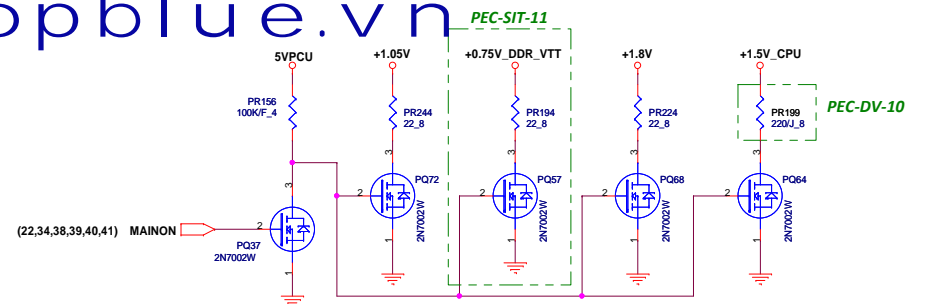 opblue.vn
PEC-SIT-11
5VPCU
+1.05V
+0.75V_DDR_VTT
+1.8V
+1.5V_CPU
PR156
100K/F_4
PR244
22_8
PR194
22_8
PR224
22_8
PR199
220/J_8
PEC-DV-10
3
3
3
3
3
2
PQ72
2N7002W
1
2
PQ57
2N7002W
1
2
PQ68
2N7002W
1
2
PQ64
2N7002W
1
(22,34,38,39,40,41) MAINON
2
PQ37
2N7002W
1